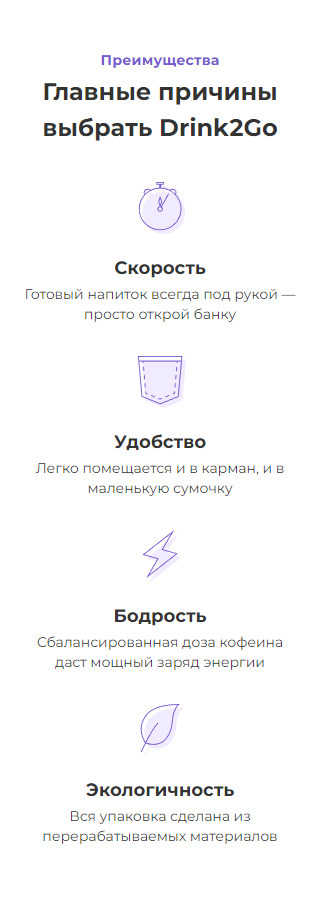 Преимущества
Главные причины
выбрать Drink2Go
Скорость
Готовый напиток всегда под рукой —
просто открой банку
Удобство
Легко помещается и в карман, и в
маленькую сумочку
Бодрость
Сбалансированная доза кофеина
даст мощный заряд энергии
Экологичность
Вся упаковка сделана из
перерабатываемых материалов